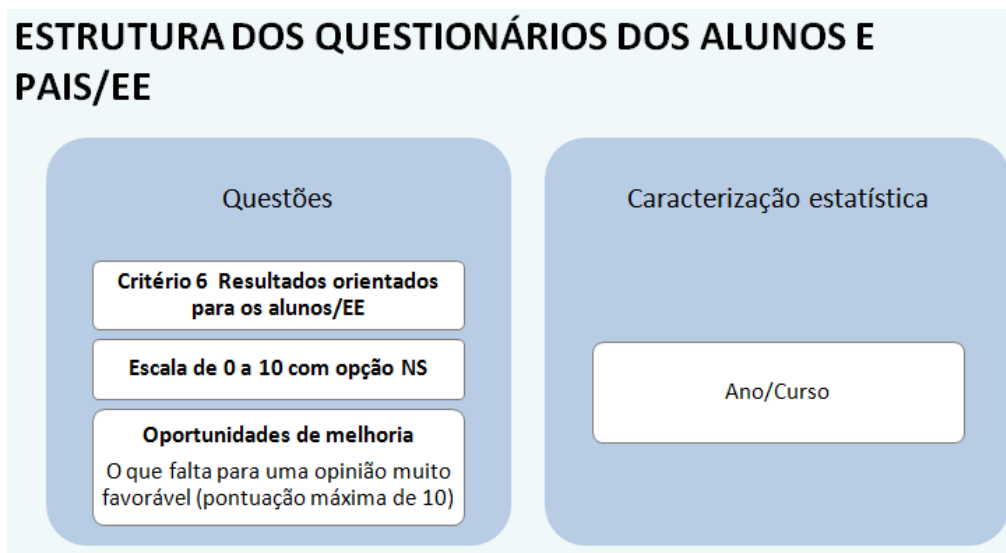 ESTRUTURA DOS QUESTIONÁRIOS DOS ALUNOS E
PAIS/EE
Questões
Critério 6 Resultados orientados
para os alunos/EE
Escala de 0 a 10 com opção NS
Oportunidades de melhoria
O que falta para uma opinião muito
favorável (pontuação máxima de 10)
Caracterização estatística
Ano/Curso